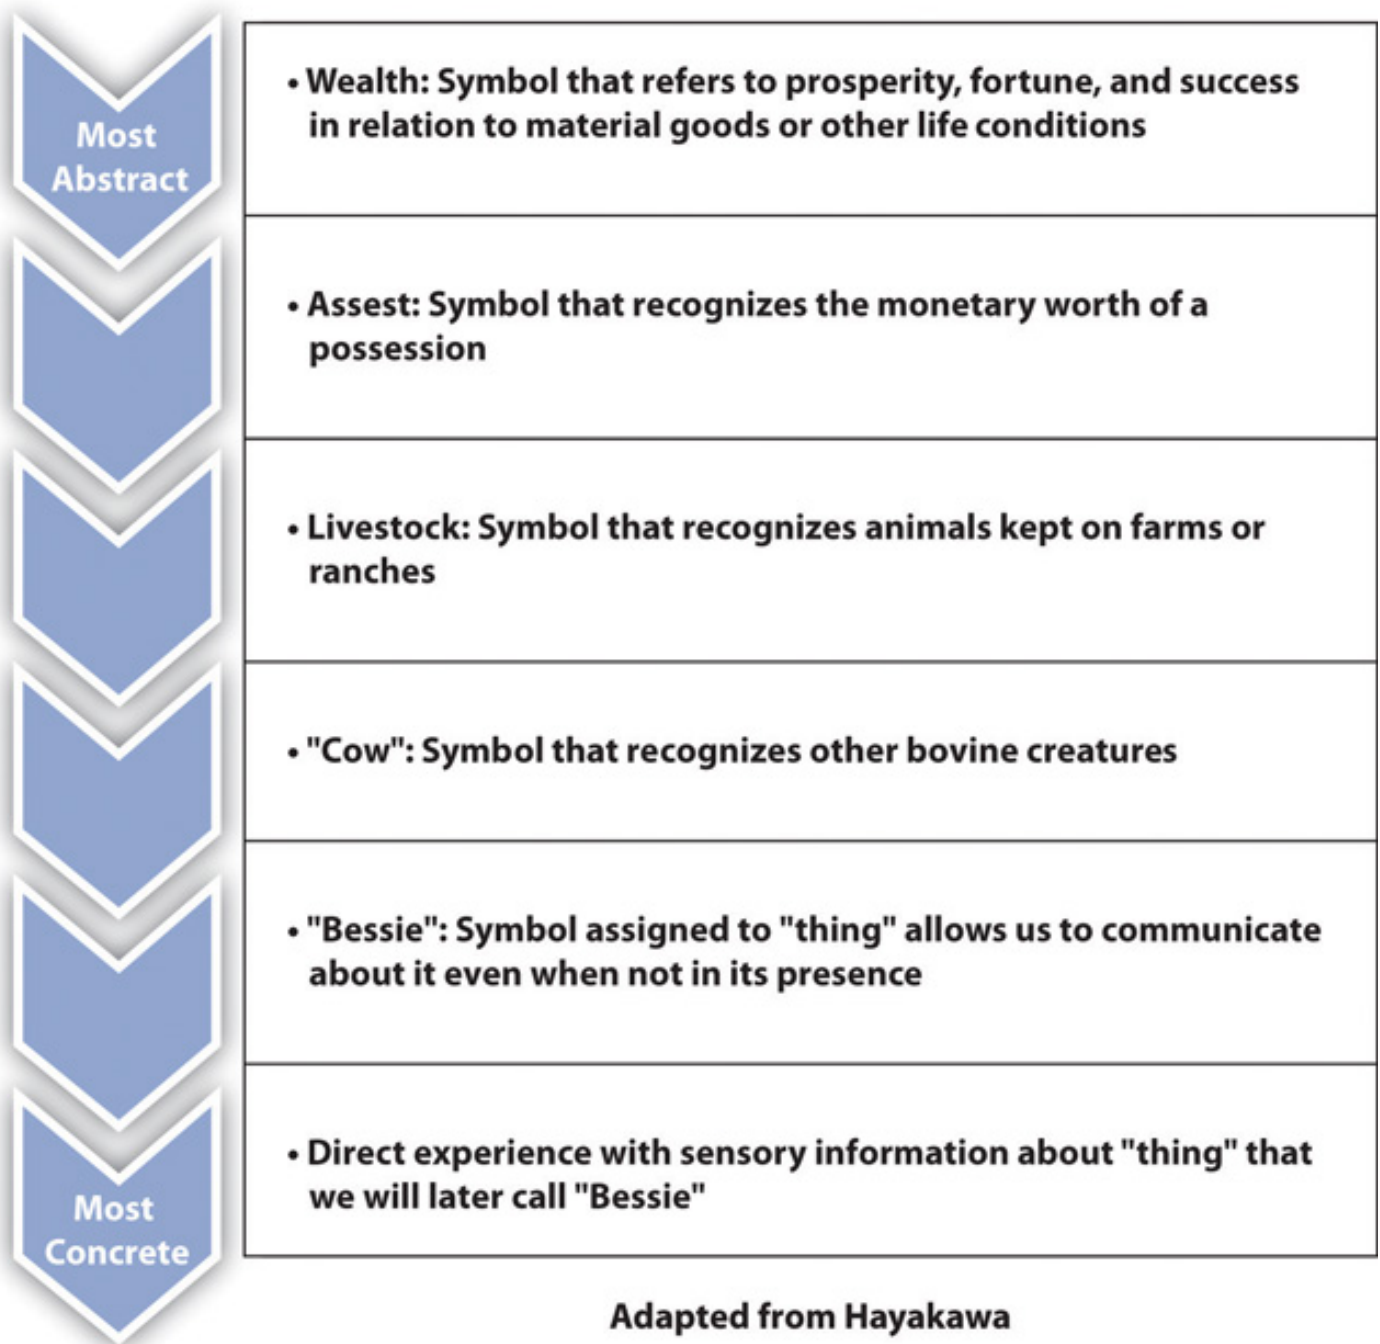 Most
Abstract
• Wealth: Symbol that refers to prosperity, fortune, and success
in relation to material goods or other life conditions
• Assest: Symbol that recognizes the monetary worth of a
possession
• Livestock: Symbol that recognizes animals kept on farms or
ranches
• "Cow": Symbol that recognizes other bovine creatures
• "Bessie": Symbol assigned to "thing" allows us to communicate
about it even when not in its presence
• Direct experience with sensory information about "thing" that
we will later call "Bessie"
Most
Concrete
Adapted from Hayakawa